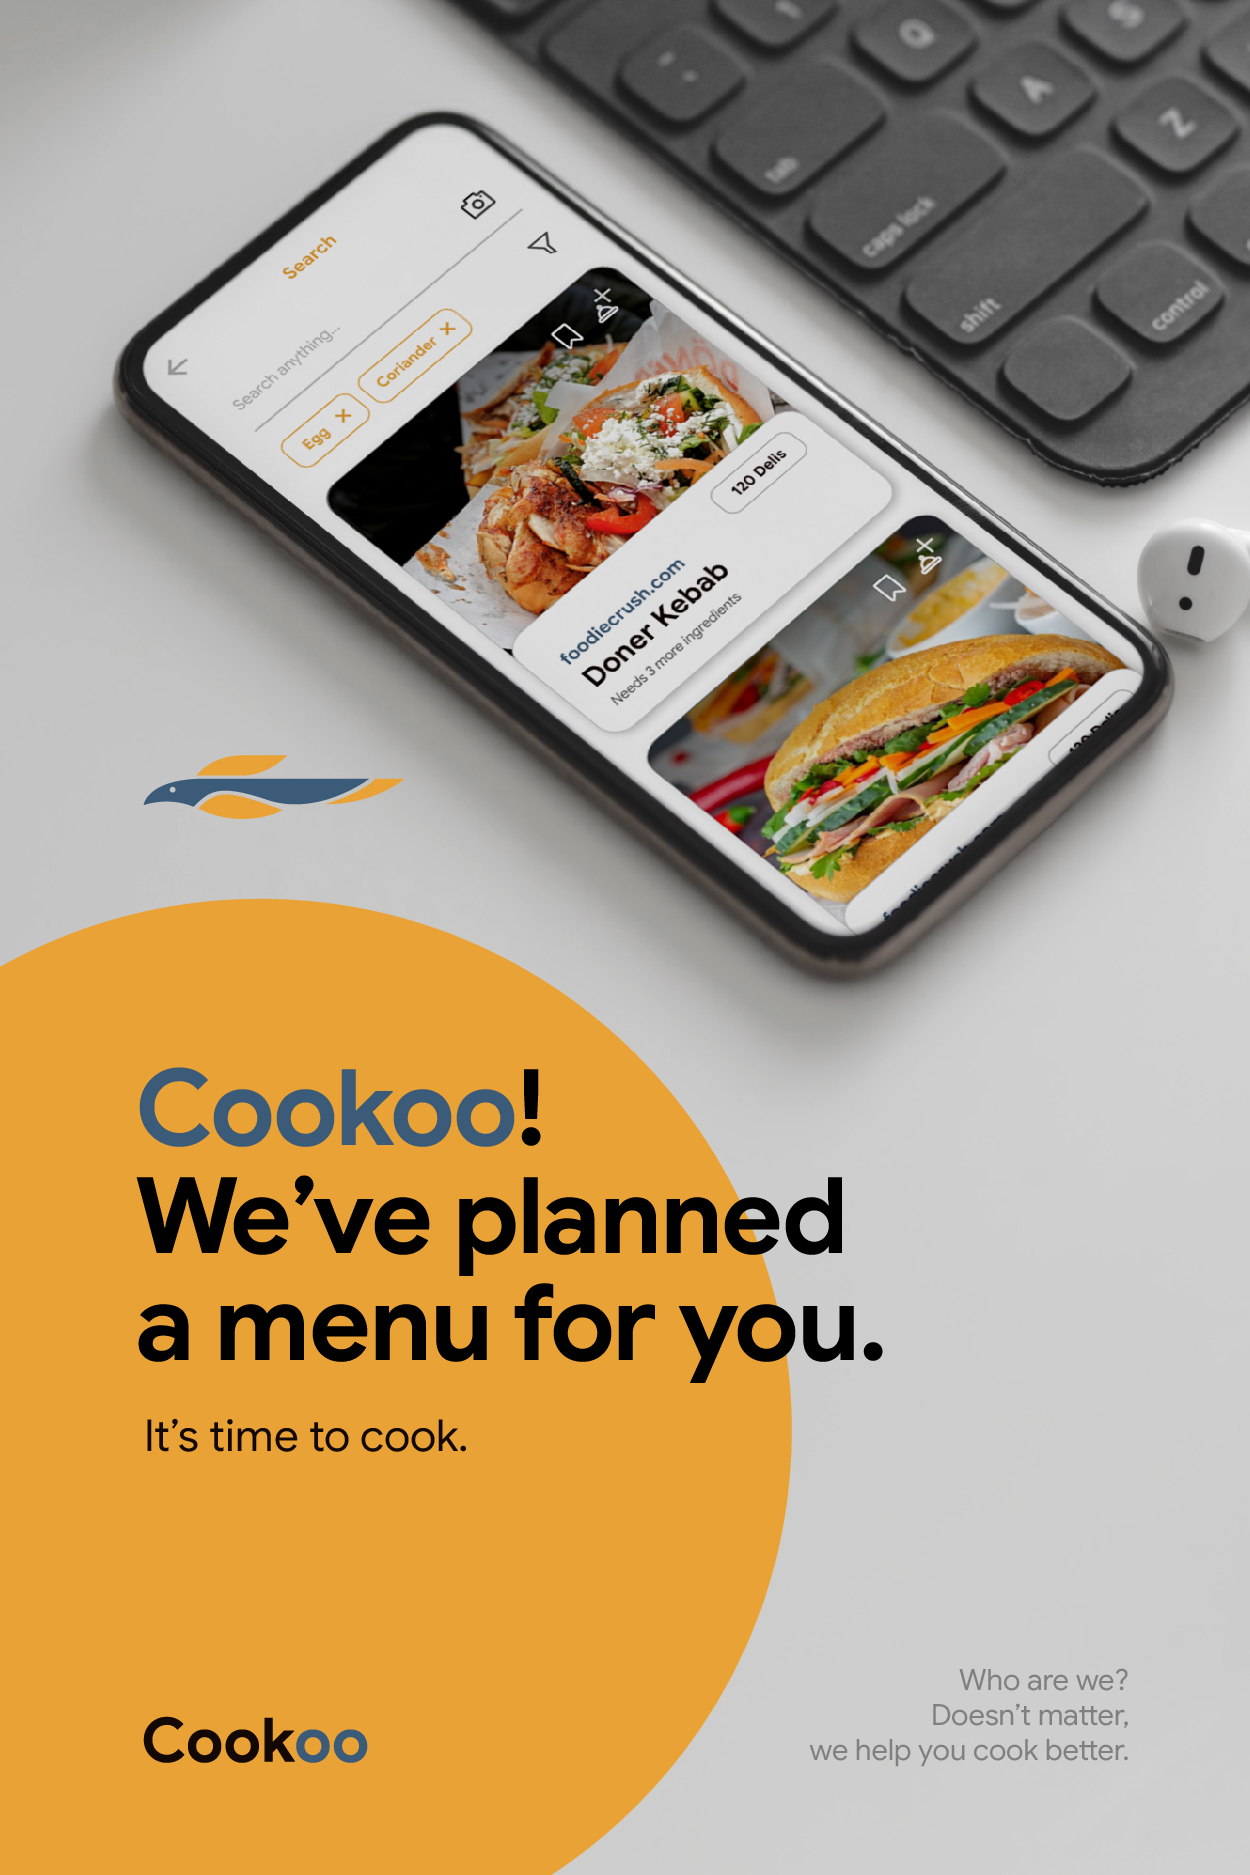 Q
A
S
Z
tab
caps lock
shift
control
Search
Search anything...
Egg
Coriander
120 Delis
foodiecrush.com
Doner Kebab
Needs 3 more ingredients
Cookoo!
We’ve planned
a menu for you.
It’s time to cook.
Who are we?
Doesn’t matter,
we help you cook better.
Cookoo